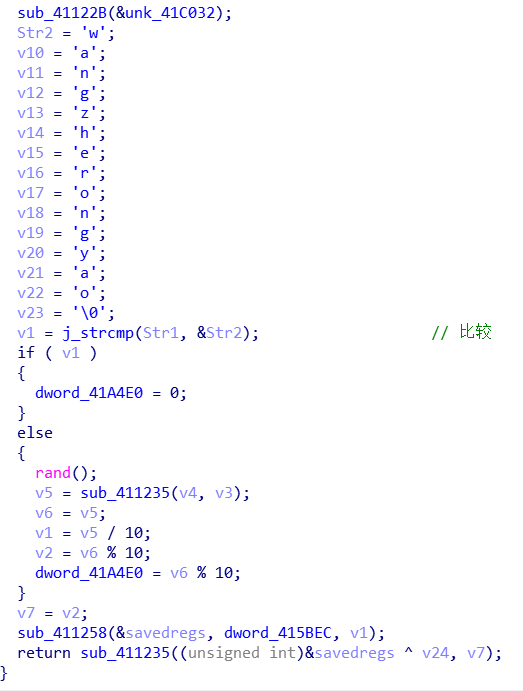 sub_41122B(&unk_41C032);
Str2 = 'w';
v10 = 'a';
v11 = 'n';
v12 = 'g';
v13 = 'z';
v14 = 'h';
v15 = 'e';
v16 = 'r';
v17 = 'o';
v18 = 'n';
v19 = 'g';
v20 = 'y';
v21 = 'a';
v22 = 'o';
v23 = '\0';
v1 = j_strcmp(Str1, &Str2); // 比较
if ( v1 )
{
dword_41A4E0 = 0;
}
else
{
rand();
v5 = sub_411235(v4, v3);
v6 = v5;
v1 = v5 / 10;
v2 = v6 % 10;
dword_41A4E0 = v6 % 10;
}
v7 = v2;
sub_411258(&savedregs, dword_415BEC, v1);
return sub_411235((unsigned int)&savedregs ^ v24, v7);
}